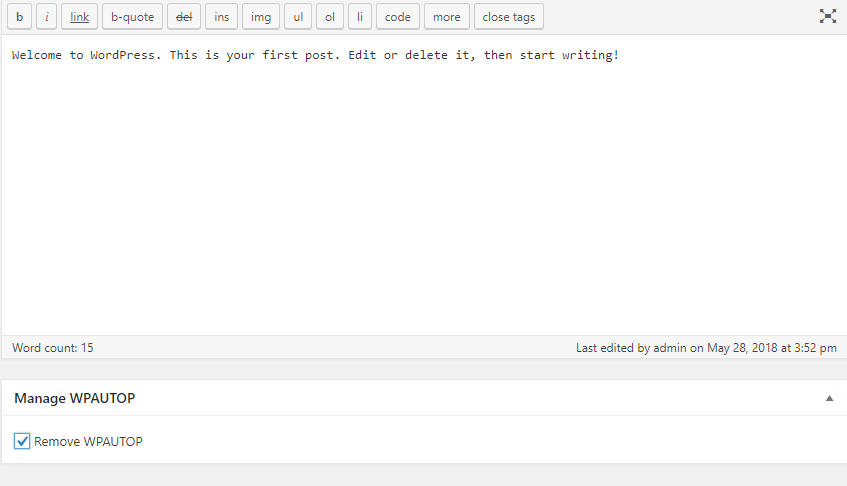 b i link b-quote del ins img ul ol li code more close tags
Welcome to WordPress. This is your first post. Edit or delete it, then start writing!
Word count: 15 Last edited by admin on May 28, 2018 at 3:52 pm
Manage WPAUTOP
Remove WPAUTOP